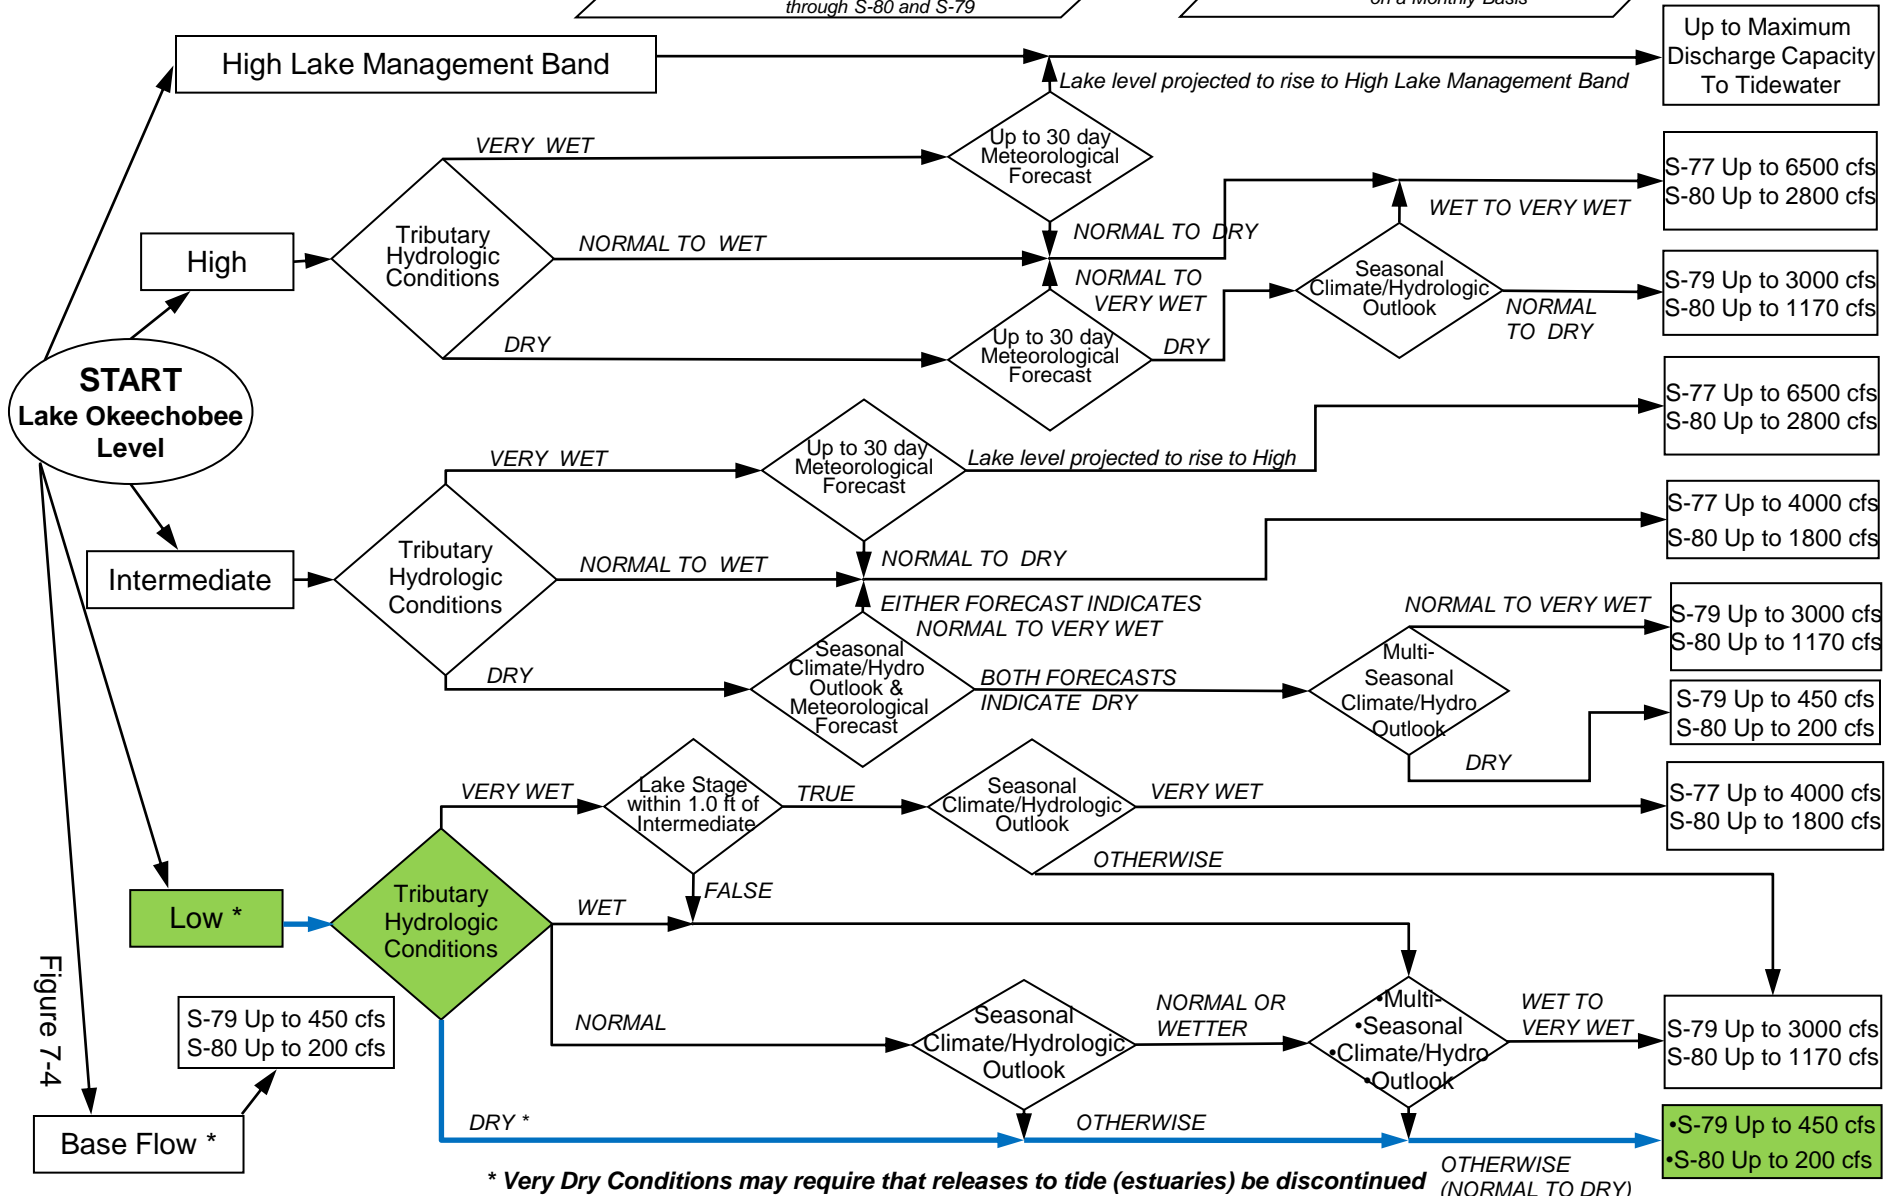 through S-80 and S-79
on a Monthly Basis
Up to Maximum
Discharge Capacity
To Tidewater
High Lake Management Band
Lake level projected to rise to High Lake Management Band
VERY WET
Up to 30 day
Meteorological
Forecast
S-77 Up to 6500 cfs
S-80 Up to 2800 cfs
WET TO VERY WET
Tributary
Hydrologic
Conditions
NORMAL TO WET
NORMAL TO DRY
High
NORMAL TO
VERY WET
Seasonal
Climate/Hydrologic
Outlook
S-79 Up to 3000 cfs
S-80 Up to 1170 cfs
NORMAL
TO DRY
DRY
Up to 30 day
Meteorological
Forecast
DRY
START
Lake Okeechobee
Level
S-77 Up to 6500 cfs
S-80 Up to 2800 cfs
VERY WET
Up to 30 day
Meteorological
Forecast
Lake level projected to rise to High
S-77 Up to 4000 cfs
S-80 Up to 1800 cfs
Intermediate
Tributary
Hydrologic
Conditions
NORMAL TO WET
NORMAL TO DRY
EITHER FORECAST INDICATES
NORMAL TO VERY WET
NORMAL TO VERY WET
S-79 Up to 3000 cfs
S-80 Up to 1170 cfs
DRY
Seasonal
Climate/Hydro
Outlook &
Meteorological
Forecast
BOTH FORECASTS
INDICATE DRY
Multi-
Seasonal
Climate/Hydro
Outlook
S-79 Up to 450 cfs
S-80 Up to 200 cfs
DRY
VERY WET
Lake Stage
within 1.0 ft of
Intermediate
TRUE
Seasonal
Climate/Hydrologic
Outlook
VERY WET
S-77 Up to 4000 cfs
S-80 Up to 1800 cfs
OTHERWISE
FALSE
Low *
Tributary
Hydrologic
Conditions
WET
Figure 7-4
S-79 Up to 450 cfs
S-80 Up to 200 cfs
NORMAL
Seasonal
Climate/Hydrologic
Outlook
NORMAL OR
WETTER
•Multi-
•Seasonal
•Climate/Hydro
•Outlook
WET TO
VERY WET
S-79 Up to 3000 cfs
S-80 Up to 1170 cfs
Base Flow *
DRY *
OTHERWISE
•S-79 Up to 450 cfs
•S-80 Up to 200 cfs
* Very Dry Conditions may require that releases to tide (estuaries) be discontinued
OTHERWISE
(NORMAL TO DRY)